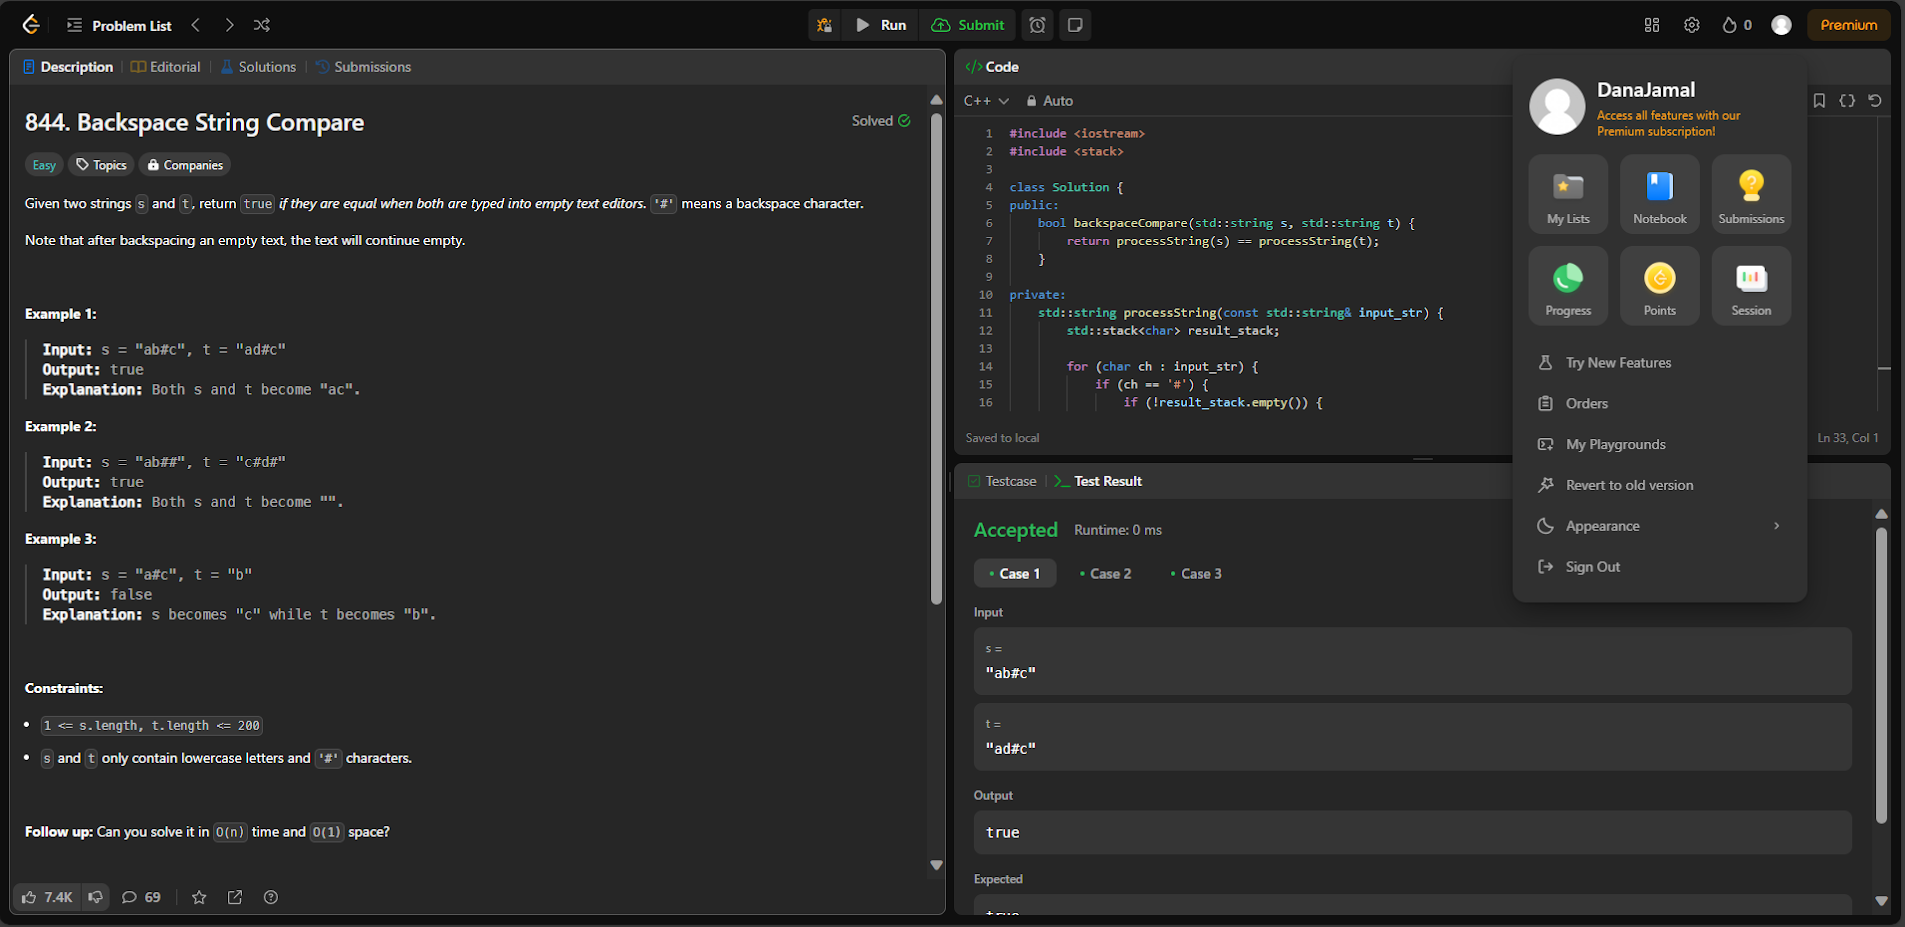 Problem List
Run
Submit
0
Premium
Description
Editorial
Solutions
Submissions
844. Backspace String Compare
Solved
Easy
Topics
Companies
Given two strings s and t, return true if they are equal when both are typed into empty text editors. '#' means a backspace character.
Note that after backspacing an empty text, the text will continue empty.
Example 1:
Input: s = "ab#c", t = "ad#c"
Output: true
Explanation: Both s and t become "ac".
Example 2:
Input: s = "ab##", t = "c#d#"
Output: true
Explanation: Both s and t become "".
Example 3:
Input: s = "a#c", t = "b"
Output: false
Explanation: s becomes "c" while t becomes "b".
Constraints:
• 1 <= s.length, t.length <= 200
• s and t only contain lowercase letters and '#' characters.
Follow up: Can you solve it in O(n) time and O(1) space?
7.4K
69
</> Code
C++
Auto
1 #include <iostream>
2 #include <stack>
3
4 class Solution {
5 public:
6 bool backspaceCompare(std::string s, std::string t) {
7 return processString(s) == processString(t);
8 }
9
10 private:
11 std::string processString(const std::string& input_str) {
12 std::stack<char> result_stack;
13
14 for (char ch : input_str) {
15 if (ch == '#') {
16 if (!result_stack.empty()) {
Saved to local
Ln 33, Col 1
Testcase
Test Result
Accepted
Runtime: 0 ms
• Case 1
• Case 2
• Case 3
Input
s =
"ab#c"
t =
"ad#c"
Output
true
Expected
true
DanaJamal
Access all features with our
Premium subscription!
My Lists
Notebook
Submissions
Progress
Points
Session
Try New Features
Orders
My Playgrounds
Revert to old version
Appearance
Sign Out